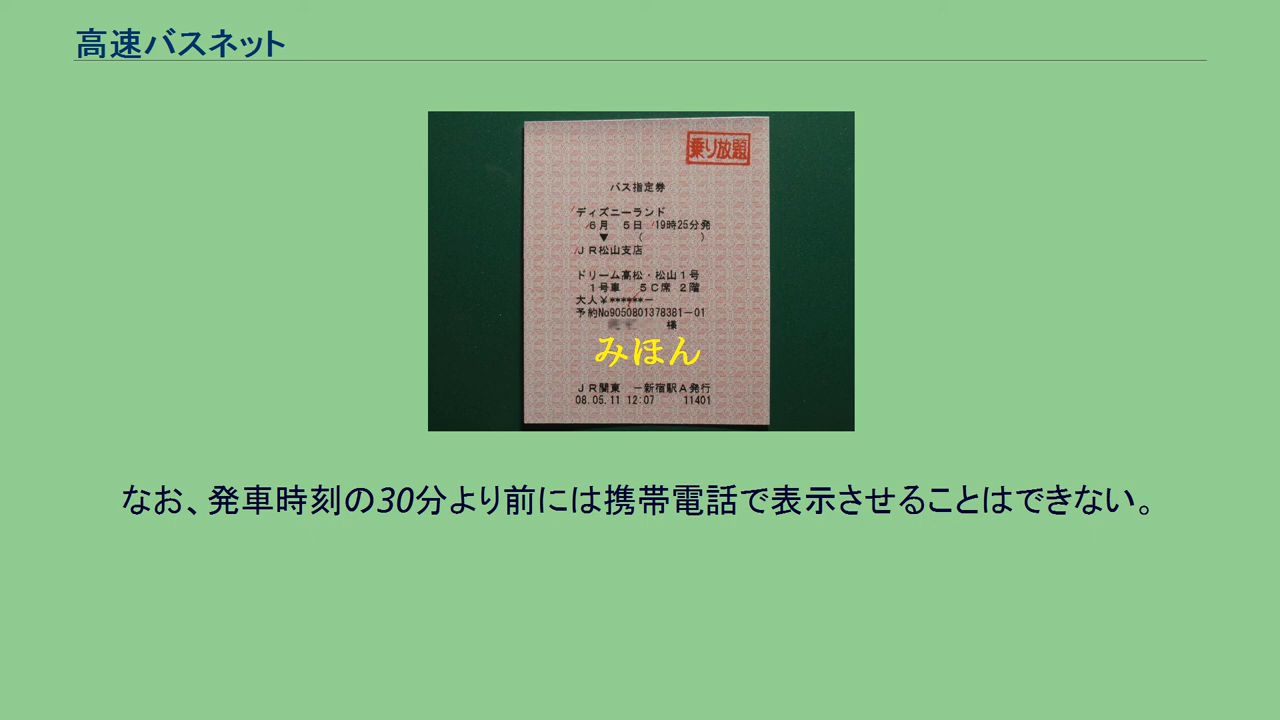 高速バスネット
乗り放題
バス指定券
ディズニーランド
6月 5日 19時25分発
▼ ( )
JR松山支店
ドリーム高松・松山1号
1号車 5C席 2階
大人¥******－
予約No9050801378381－01
様
みほん
JR関東 －新宿駅A発行
08.05.11 12:07 11401
なお、発車時刻の30分より前には携帯電話で表示させることはできない。